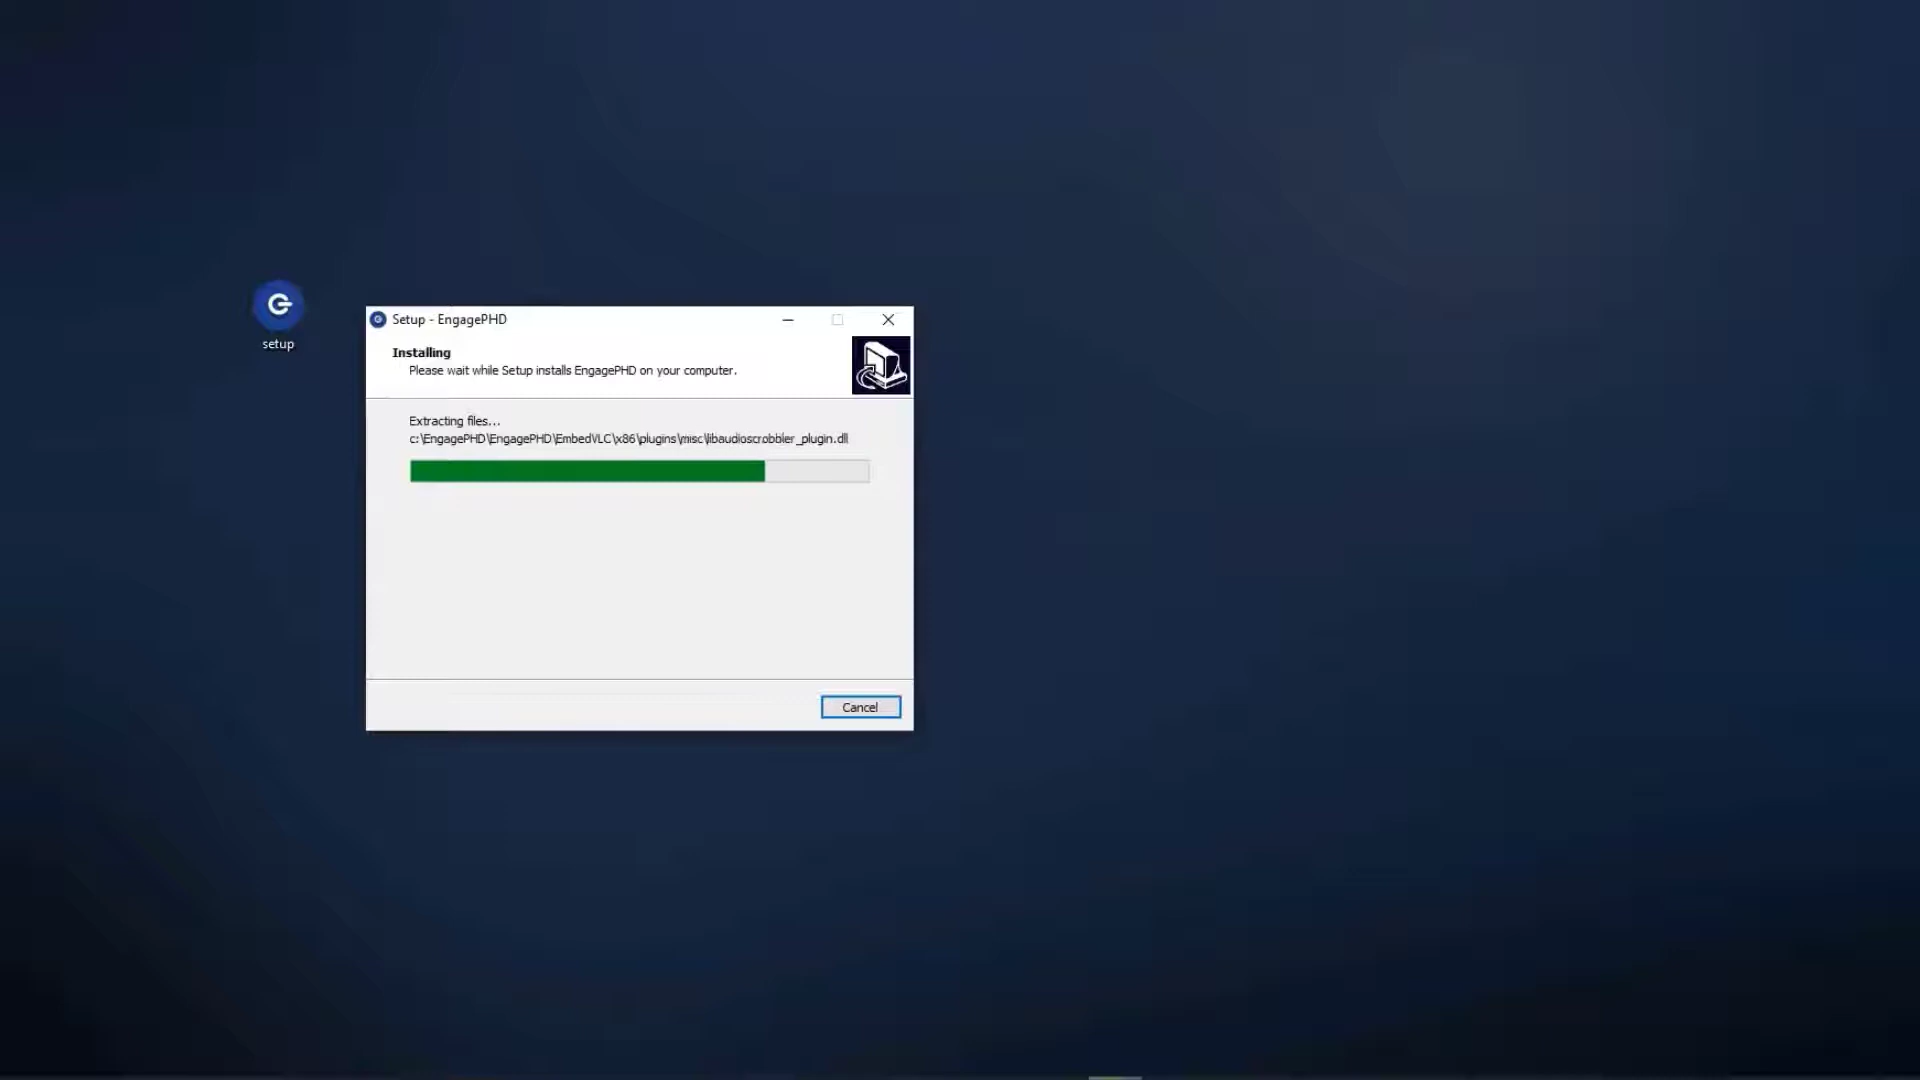 setup
Setup - EngagePHD
Installing
Please wait while Setup installs EngagePHD on your computer.
Extracting files...
c:\EngagePHD\EngagePHD\EmbedVLC\x86\plugins\misc\libaudioscrobbler_plugin.dll
Cancel